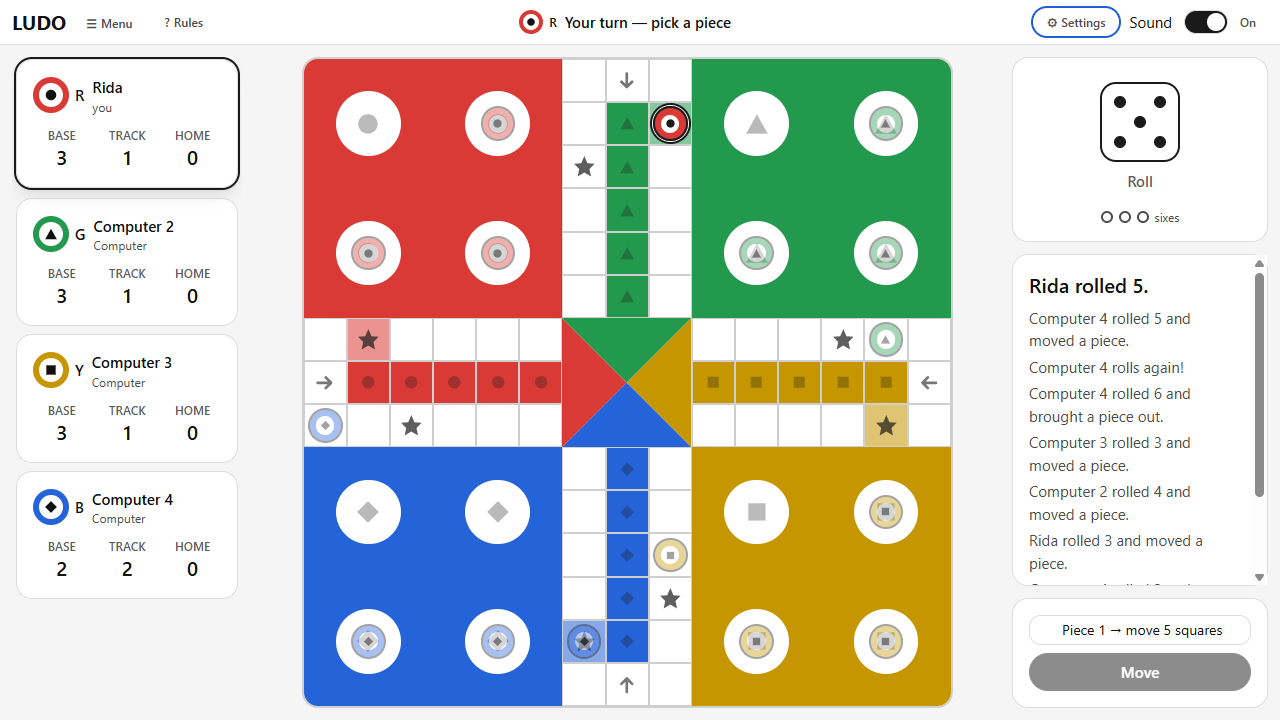 LUDO
☰ Menu
? Rules
R Your turn — pick a piece
⚙ Settings
Sound
On
R
Rida
you
BASE TRACK HOME
3 1 0
G
Computer 2
Computer
BASE TRACK HOME
3 1 0
Y
Computer 3
Computer
BASE TRACK HOME
3 1 0
B
Computer 4
Computer
BASE TRACK HOME
2 2 0
Roll
sixes
Rida rolled 5.
Computer 4 rolled 5 and
moved a piece.
Computer 4 rolls again!
Computer 4 rolled 6 and
brought a piece out.
Computer 3 rolled 3 and
moved a piece.
Computer 2 rolled 4 and
moved a piece.
Rida rolled 3 and moved a
piece.
Piece 1 → move 5 squares
Move